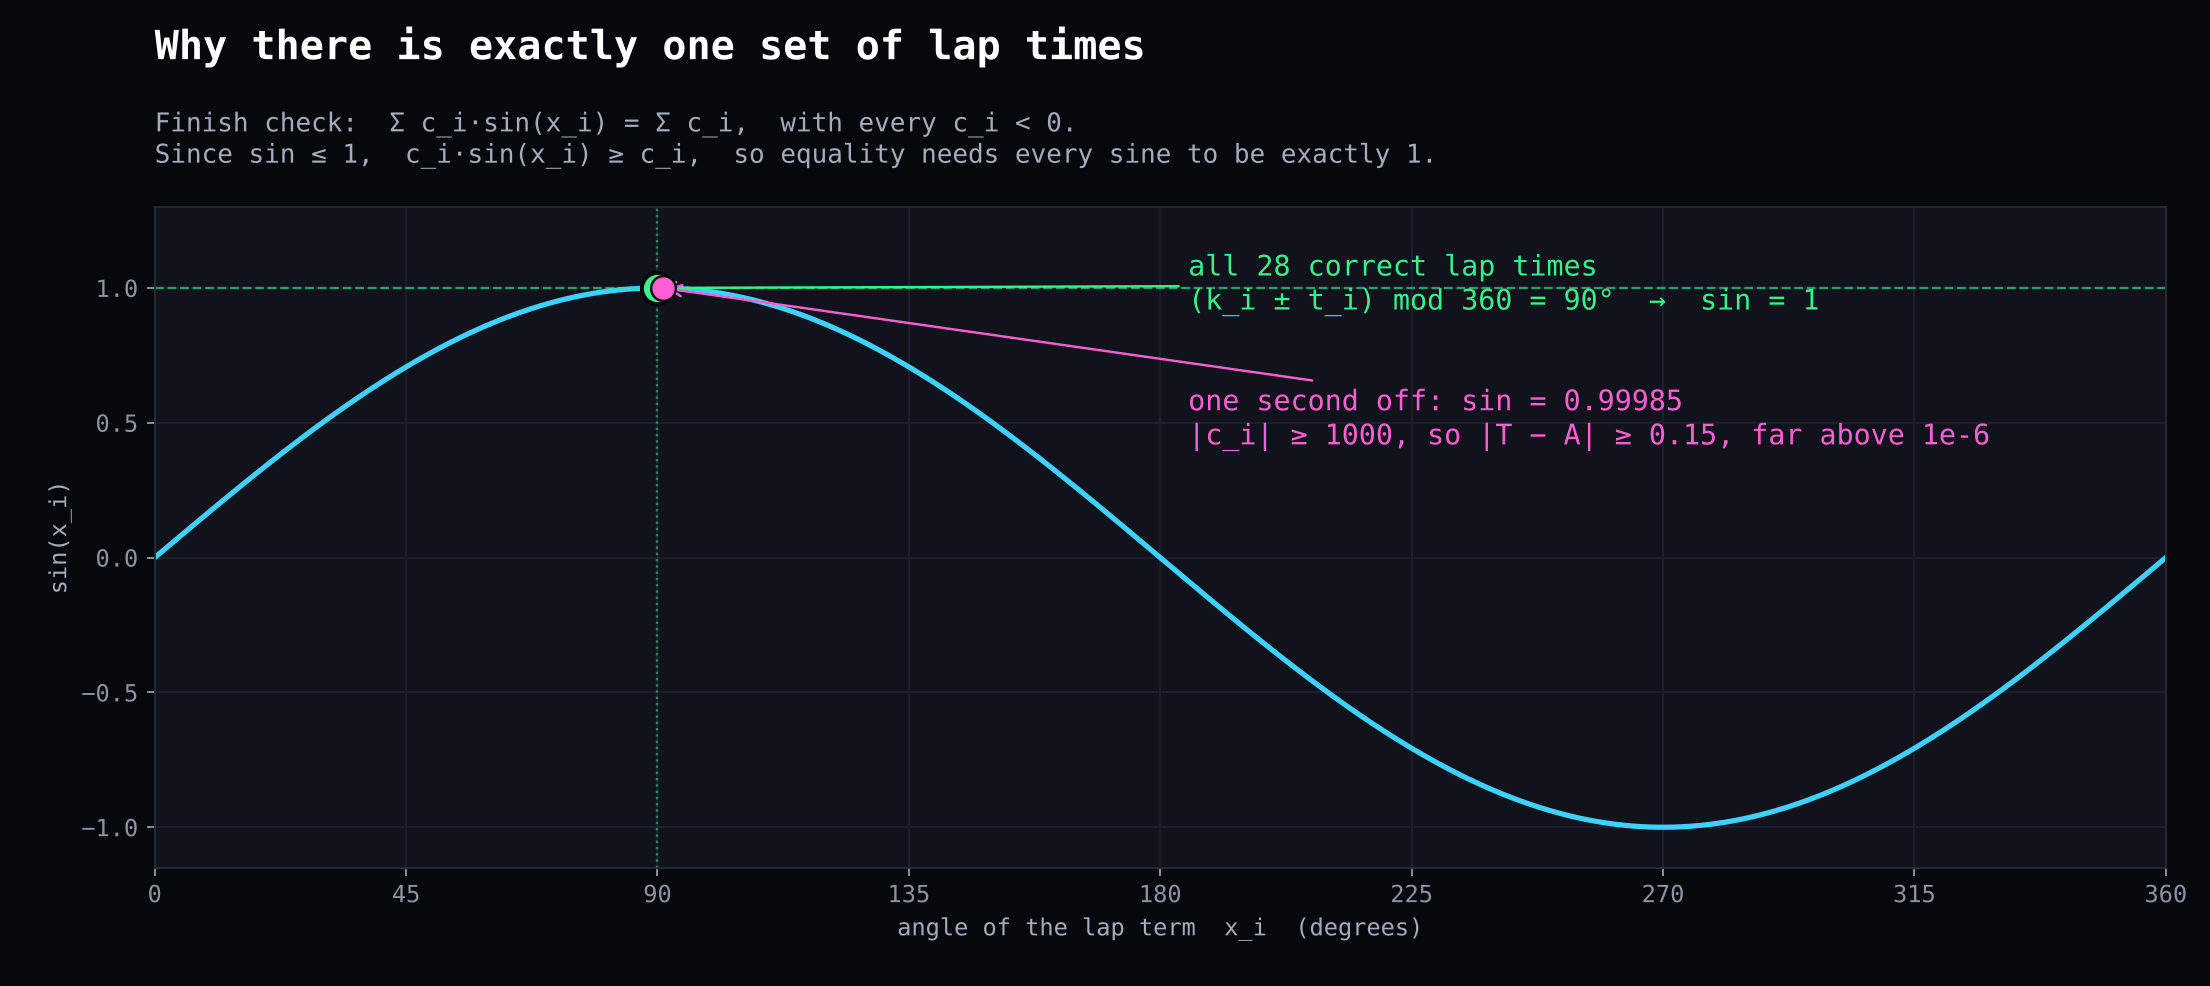 Why there is exactly one set of lap times
Finish check:  Σ c_i·sin(x_i) = Σ c_i,  with every c_i < 0.
Since sin ≤ 1,  c_i·sin(x_i) ≥ c_i,  so equality needs every sine to be exactly 1.
all 28 correct lap times
(k_i ± t_i) mod 360 = 90°  →  sin = 1
one second off: sin = 0.99985
|c_i| ≥ 1000, so |T − A| ≥ 0.15, far above 1e-6
sin(x_i)
1.0
0.5
0.0
−0.5
−1.0
0 45 90 135 180 225 270 315 360
angle of the lap term  x_i  (degrees)